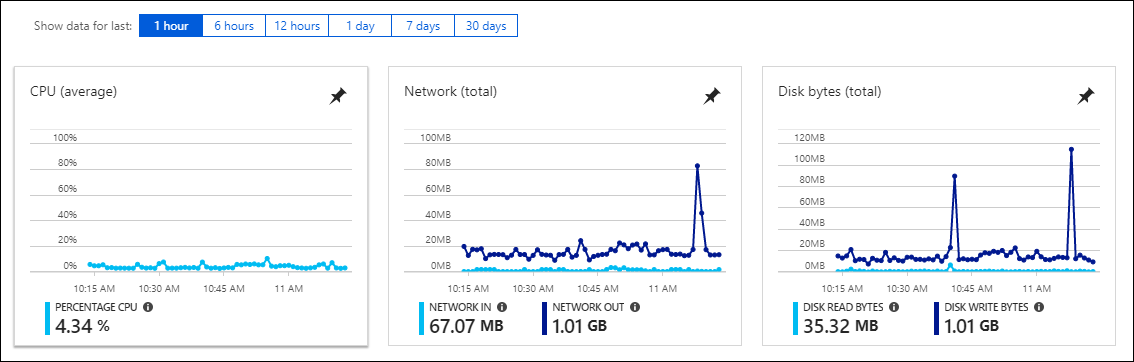 Show data for last: 1 hour 6 hours 12 hours 1 day 7 days 30 days
CPU (average)
100%
80%
60%
40%
20%
0%
10:15 AM 10:30 AM 10:45 AM 11 AM
PERCENTAGE CPU
4.34 %
Network (total)
100MB
80MB
60MB
40MB
20MB
0MB
10:15 AM 10:30 AM 10:45 AM 11 AM
NETWORK IN NETWORK OUT
67.07 MB 1.01 GB
Disk bytes (total)
120MB
100MB
80MB
60MB
40MB
20MB
0MB
10:15 AM 10:30 AM 10:45 AM 11 AM
DISK READ BYTES DISK WRITE BYTES
35.32 MB 1.01 GB